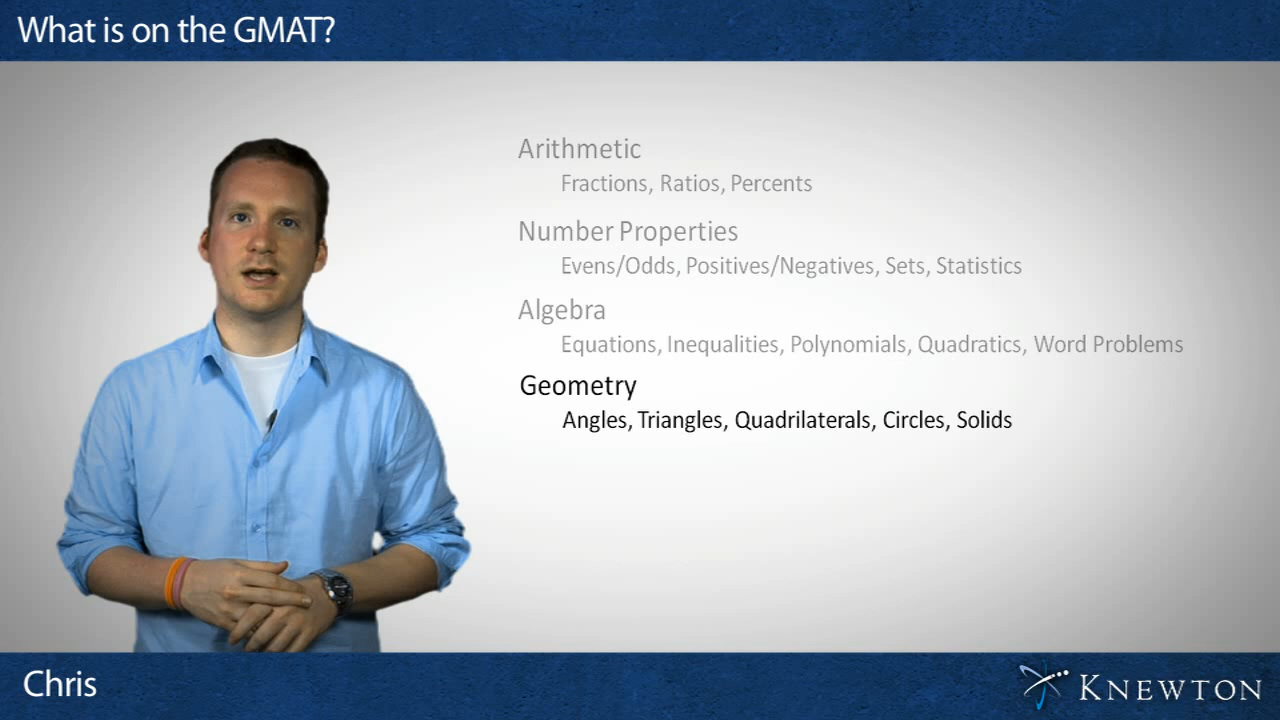 What is on the GMAT?
Arithmetic
Fractions, Ratios, Percents
Number Properties
Evens/Odds, Positives/Negatives, Sets, Statistics
Algebra
Equations, Inequalities, Polynomials, Quadratics, Word Problems
Geometry
Angles, Triangles, Quadrilaterals, Circles, Solids
Chris
KNEWTON